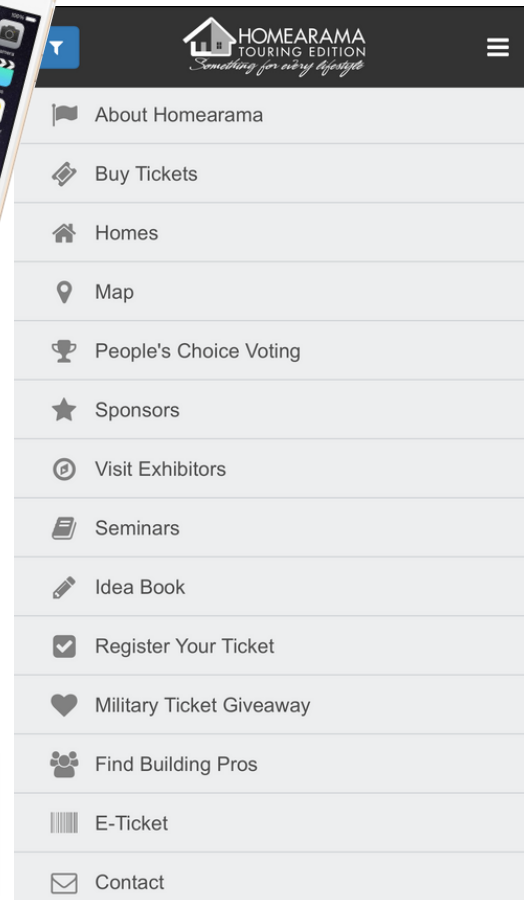 HOMEARAMA
TOURING EDITION
Something for every lifestyle
About Homearama
Buy Tickets
Homes
Map
People's Choice Voting
Sponsors
Visit Exhibitors
Seminars
Idea Book
Register Your Ticket
Military Ticket Giveaway
Find Building Pros
E-Ticket
Contact